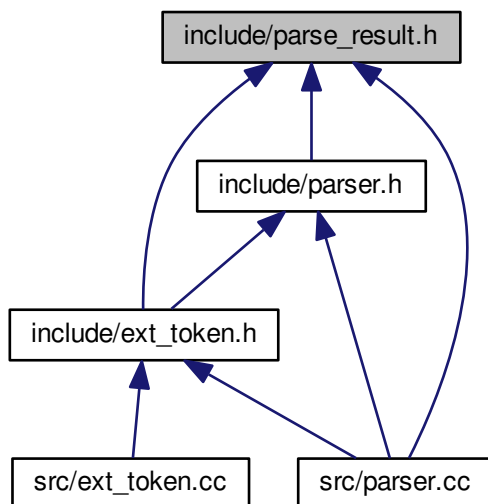 include/parse_result.h
include/parser.h
include/ext_token.h
src/ext_token.cc
src/parser.cc